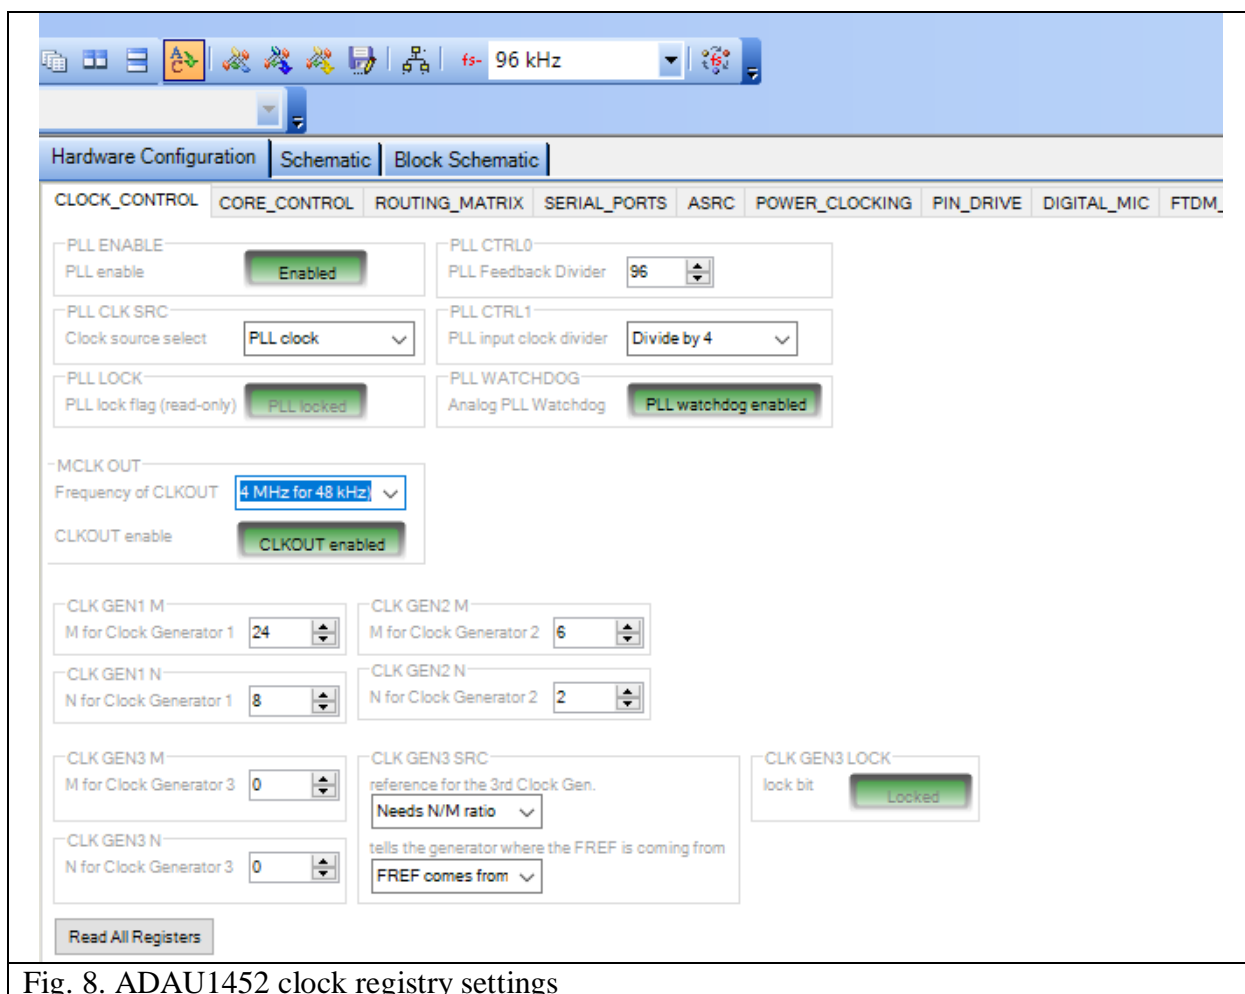 fs- 96 kHz fs
Hardware Configuration Schematic Block Schematic
CLOCK_CONTROL CORE_CONTROL ROUTING_MATRIX SERIAL_PORTS ASRC POWER_CLOCKING PIN_DRIVE DIGITAL_MIC FTDM_
PLL ENABLE
PLL enable Enabled
PLL CTRL0
PLL Feedback Divider 96
PLL CLK SRC
Clock source select PLL clock
PLL CTRL1
PLL input clock divider Divide by 4
PLL LOCK
PLL lock flag (read-only) PLL locked
PLL WATCHDOG
Analog PLL Watchdog PLL watchdog enabled
MCLK OUT
Frequency of CLKOUT 4 MHz for 48 kHz)
CLKOUT enable CLKOUT enabled
CLK GEN1 M
M for Clock Generator 1 24
CLK GEN2 M
M for Clock Generator 2 6
CLK GEN1 N
N for Clock Generator 1 8
CLK GEN2 N
N for Clock Generator 2 2
CLK GEN3 M
M for Clock Generator 3 0
CLK GEN3 SRC
reference for the 3rd Clock Gen.
Needs N/M ratio
CLK GEN3 LOCK
lock bit Locked
CLK GEN3 N
N for Clock Generator 3 0
tells the generator where the FREF is coming from
FREF comes from
Read All Registers
Fig. 8. ADAU1452 clock registry settings